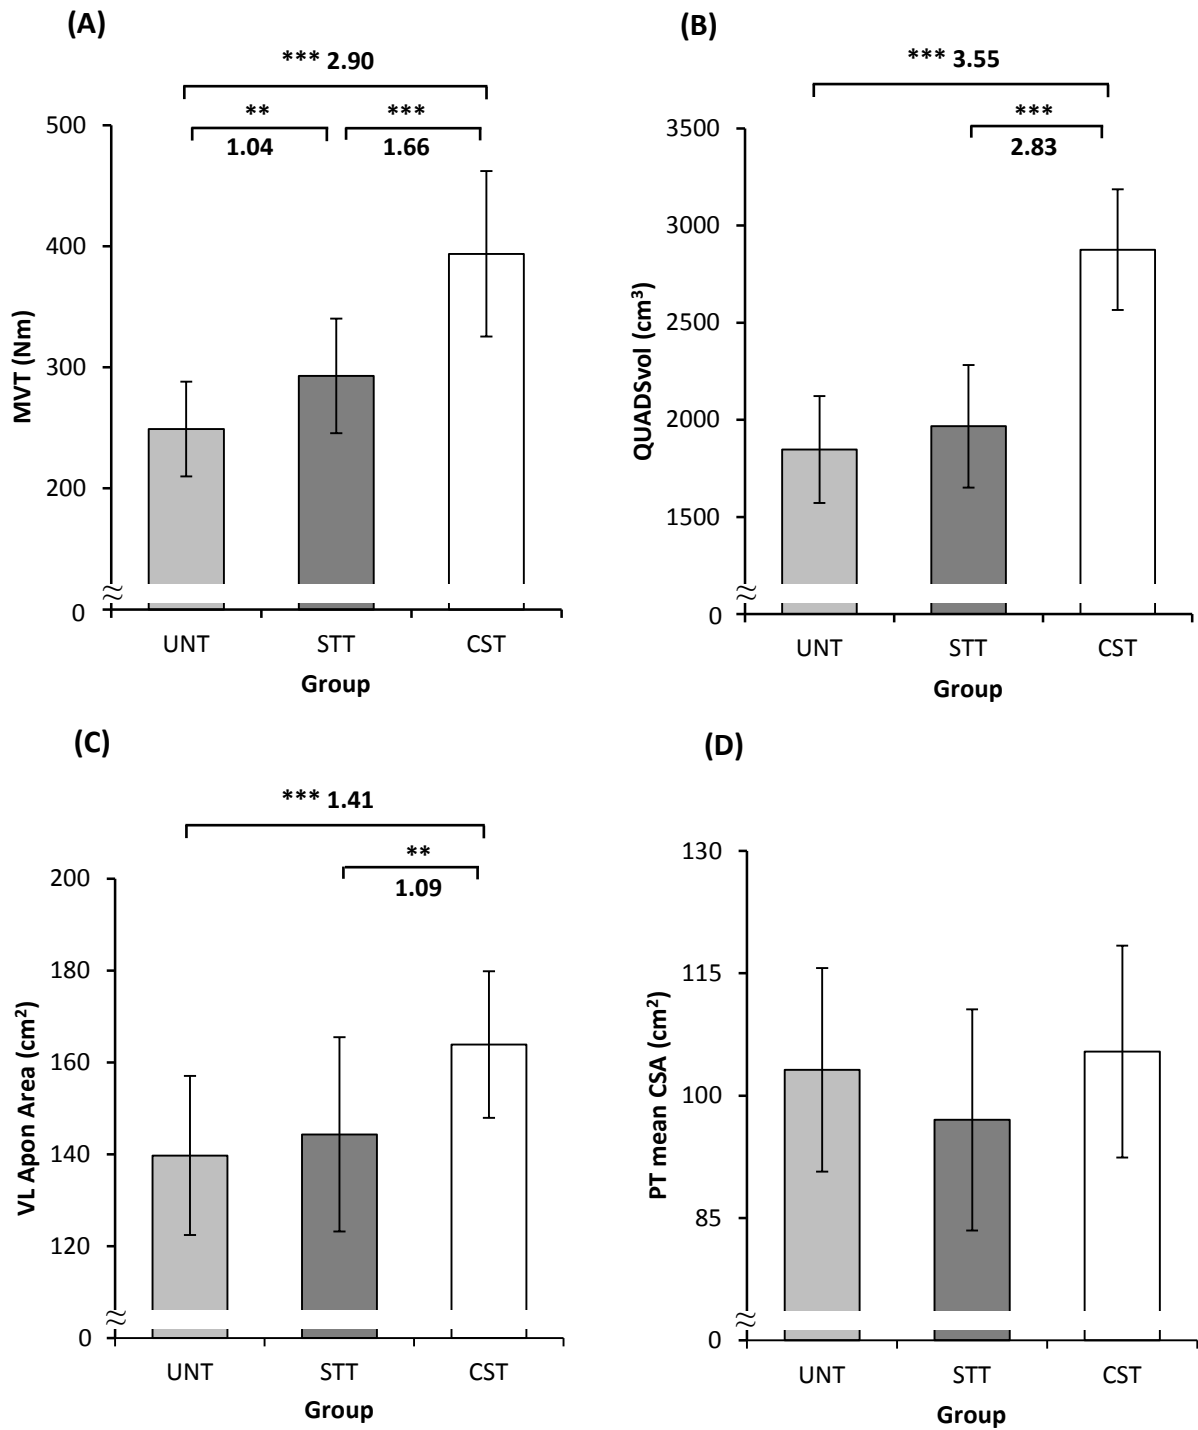 (A)
*** 2.90
** ***
1.04 1.66
500
400
300
200
0
MVT (Nm)
UNT STT CST
Group
(B)
*** 3.55
***
2.83
3500
3000
2500
2000
1500
0
QUADSvol (cm³)
UNT STT CST
Group
(C)
*** 1.41
**
1.09
200
180
160
140
120
0
VL Apon Area (cm²)
UNT STT CST
Group
(D)
130
115
100
85
0
PT mean CSA (cm²)
UNT STT CST
Group